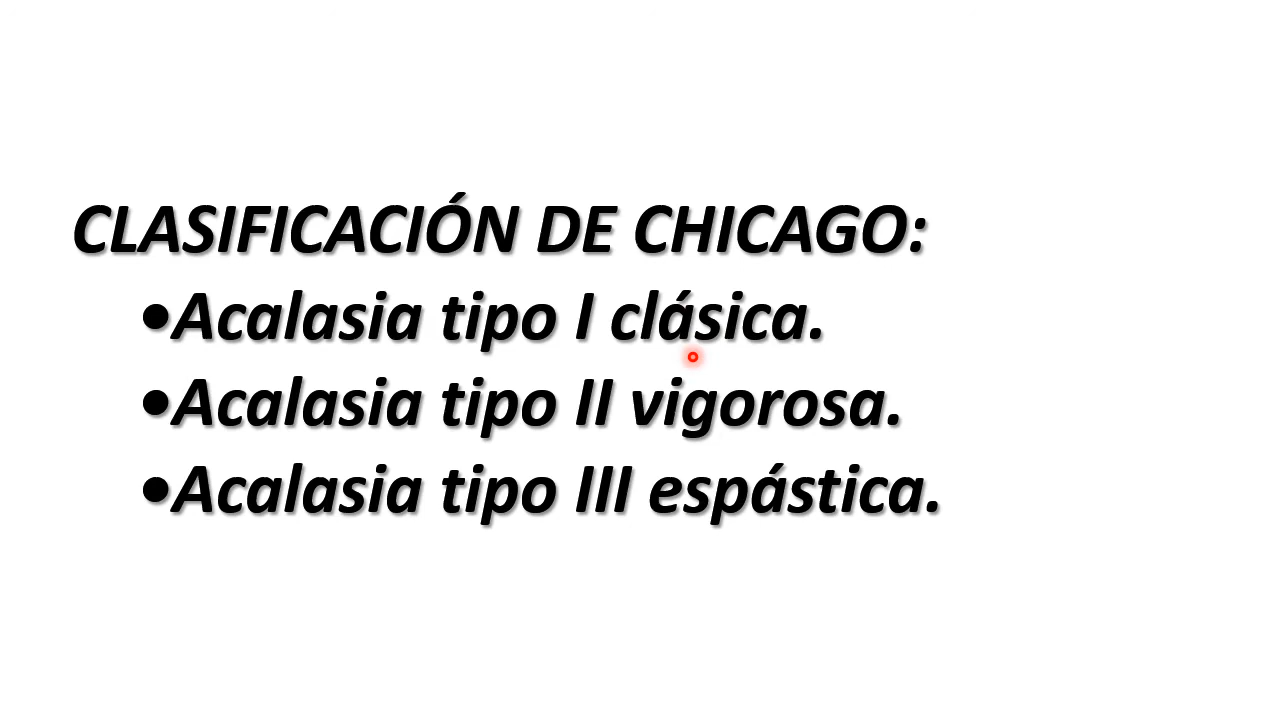 CLASIFICACIÓN DE CHICAGO:
•Acalasia tipo I clásica.
•Acalasia tipo II vigorosa.
•Acalasia tipo III espástica.